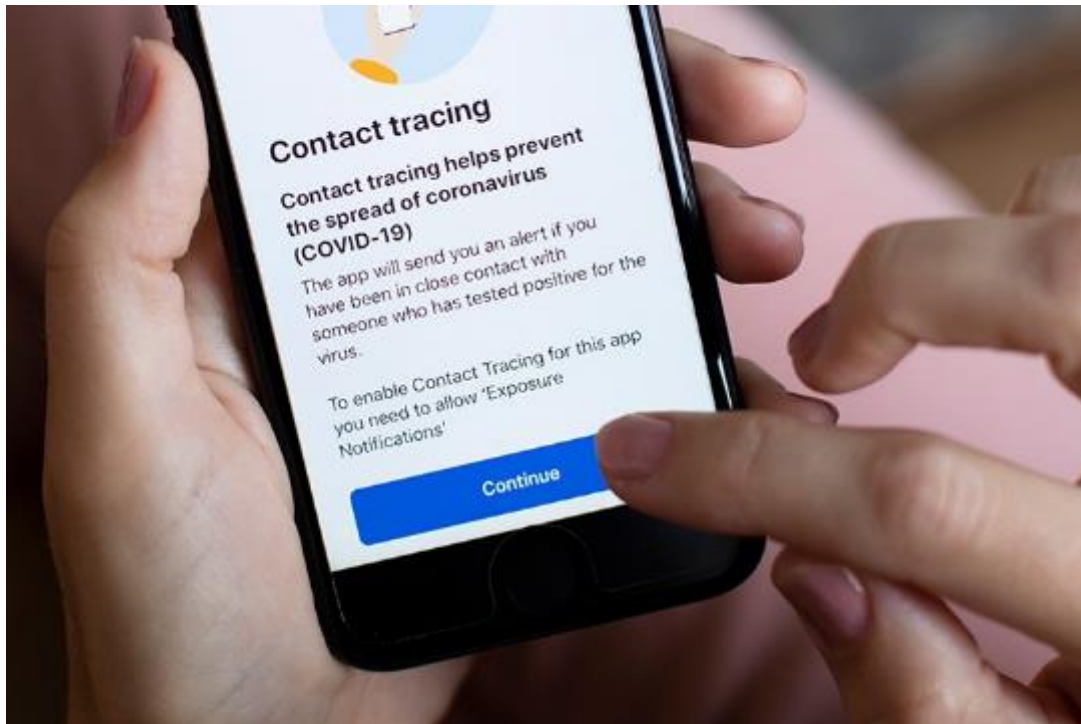 Contact tracing
Contact tracing helps prevent
the spread of coronavirus
(COVID-19)
The app will send you an alert if you
have been in close contact with
someone who has tested positive for the
virus.
To enable Contact Tracing for this app
you need to allow 'Exposure
Notifications'
Continue